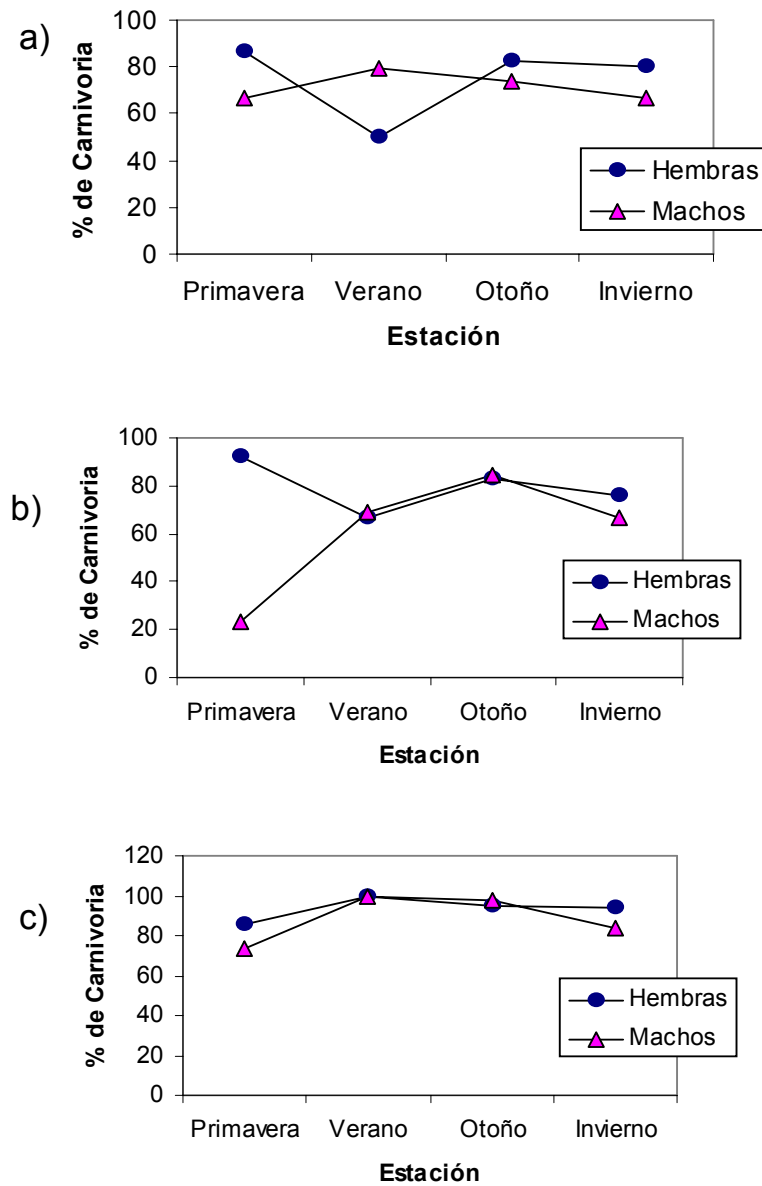 a)
% de Carnivoria
100
80
60
40
20
0
Primavera Verano Otoño Invierno
Estación
Hembras
Machos
b)
% de Carnivoria
100
80
60
40
20
0
Primavera Verano Otoño Invierno
Estación
Hembras
Machos
c)
% de Carnivoria
120
100
80
60
40
20
0
Primavera Verano Otoño Invierno
Estación
Hembras
Machos